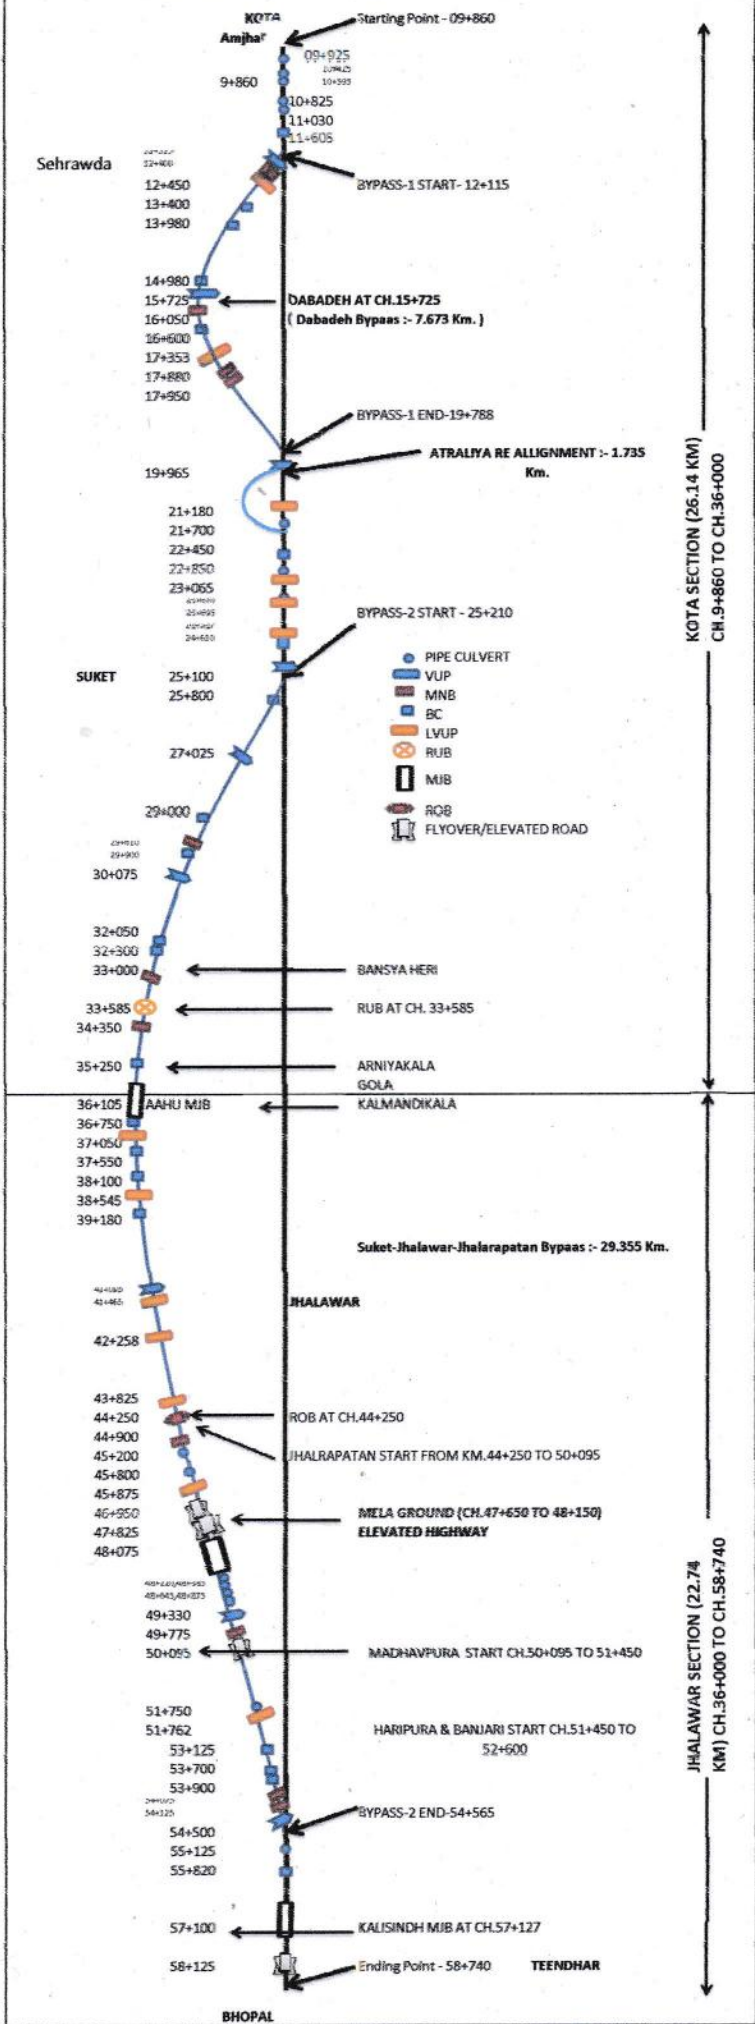 KOTA
Starting Point - 09+860
Amjhar
09+925
9+860
10+825
11+030
11+605
Sehrawda
12+450
BYPASS-1 START- 12+115
13+400
13+980
14+980
15+725
DABADEH AT CH.15+725
16+050
( Dabadeh Bypaas :- 7.673 Km. )
16+600
17+353
17+880
17+950
BYPASS-1 END-19+788
ATRALIYA RE ALLIGNMENT :- 1.735
Km.
19+965
21+180
21+700
22+450
22+850
23+065
BYPASS-2 START - 25+210
SUKET
25+100
25+800
PIPE CULVERT
VUP
MNB
BC
LVUP
RUB
MJB
ROB
FLYOVER/ELEVATED ROAD
27+025
29+000
29+900
30+075
32+050
32+300
33+000
BANSYA HERI
33+585
RUB AT CH. 33+585
34+350
35+250
ARNIYAKALA
GOLA
KOTA SECTION (26.14 KM)
CH.9+860 TO CH.36+000
36+105
AAHU MJB
KALMANDIKALA
36+750
37+050
37+550
38+100
38+545
39+180
Suket-Jhalawar-Jhalarapatan Bypaas :- 29.355 Km.
41+465
JHALAWAR
42+258
43+825
44+250
ROB AT CH.44+250
44+900
45+200
JHALRAPATAN START FROM KM.44+250 TO 50+095
45+800
45+875
46+950
MELA GROUND (CH.47+650 TO 48+150)
47+825
ELEVATED HIGHWAY
48+075
49+330
49+775
50+095
MADHAVPURA START CH.50+095 TO 51+450
51+750
51+762
HARIPURA & BANJARI START CH.51+450 TO
52+600
53+125
53+700
53+900
54+125
BYPASS-2 END-54+565
54+500
55+125
55+820
57+100
KALISINDH MJB AT CH.57+127
58+125
Ending Point - 58+740
TEENDHAR
JHALAWAR SECTION (22.74
KM) CH.36+000 TO CH.58+740
BHOPAL